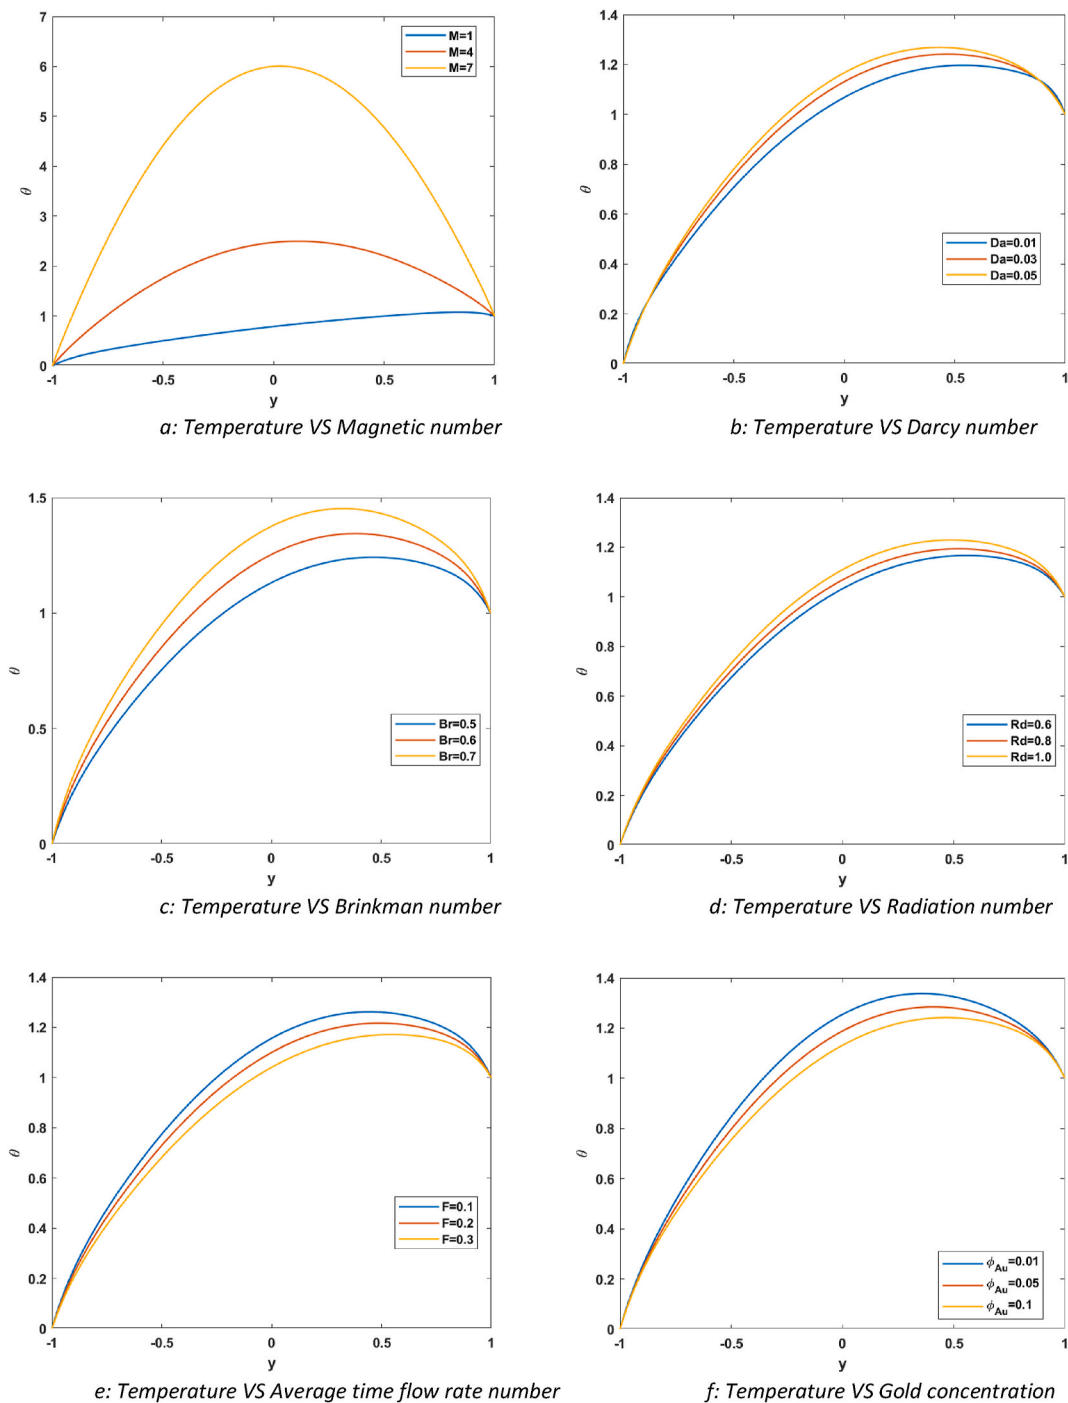 7
6
5
4
3
2
1
0
θ
M=1
M=4
M=7
-1
-0.5
0
0.5
1
y
a: Temperature VS Magnetic number
1.4
1.2
1
0.8
0.6
0.4
0.2
0
θ
Da=0.01
Da=0.03
Da=0.05
-1
-0.5
0
0.5
1
y
b: Temperature VS Darcy number
1.5
1
0.5
0
θ
Br=0.5
Br=0.6
Br=0.7
-1
-0.5
0
0.5
1
y
c: Temperature VS Brinkman number
1.4
1.2
1
0.8
0.6
0.4
0.2
0
θ
Rd=0.6
Rd=0.8
Rd=1.0
-1
-0.5
0
0.5
1
y
d: Temperature VS Radiation number
1.4
1.2
1
0.8
0.6
0.4
0.2
0
θ
F=0.1
F=0.2
F=0.3
-1
-0.5
0
0.5
1
y
e: Temperature VS Average time flow rate number
1.4
1.2
1
0.8
0.6
0.4
0.2
0
θ
ϕAu=0.01
ϕAu=0.05
ϕAu=0.1
-1
-0.5
0
0.5
1
y
f: Temperature VS Gold concentration